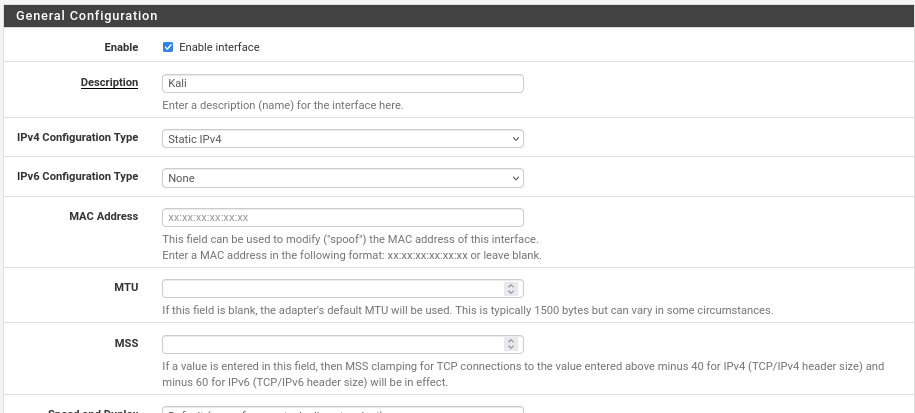 General Configuration
Enable
Enable interface
Description
Kali
Enter a description (name) for the interface here.
IPv4 Configuration Type
Static IPv4
IPv6 Configuration Type
None
MAC Address
xx:xx:xx:xx:xx:xx
This field can be used to modify ("spoof") the MAC address of this interface.
Enter a MAC address in the following format: xx:xx:xx:xx:xx:xx or leave blank.
MTU
If this field is blank, the adapter's default MTU will be used. This is typically 1500 bytes but can vary in some circumstances.
MSS
If a value is entered in this field, then MSS clamping for TCP connections to the value entered above minus 40 for IPv4 (TCP/IPv4 header size) and
minus 60 for IPv6 (TCP/IPv6 header size) will be in effect.
Speed and Duplex